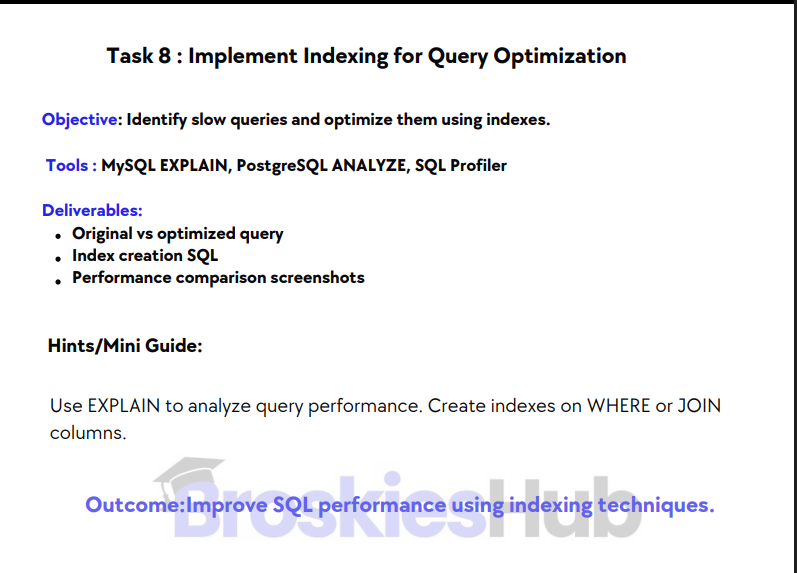 Task 8 : Implement Indexing for Query Optimization
Objective: Identify slow queries and optimize them using indexes.
Tools : MySQL EXPLAIN, PostgreSQL ANALYZE, SQL Profiler
Deliverables:
• Original vs optimized query
• Index creation SQL
• Performance comparison screenshots
Hints/Mini Guide:
Use EXPLAIN to analyze query performance. Create indexes on WHERE or JOIN
columns.
BroskiesHub
Outcome:Improve SQL performance using indexing techniques.